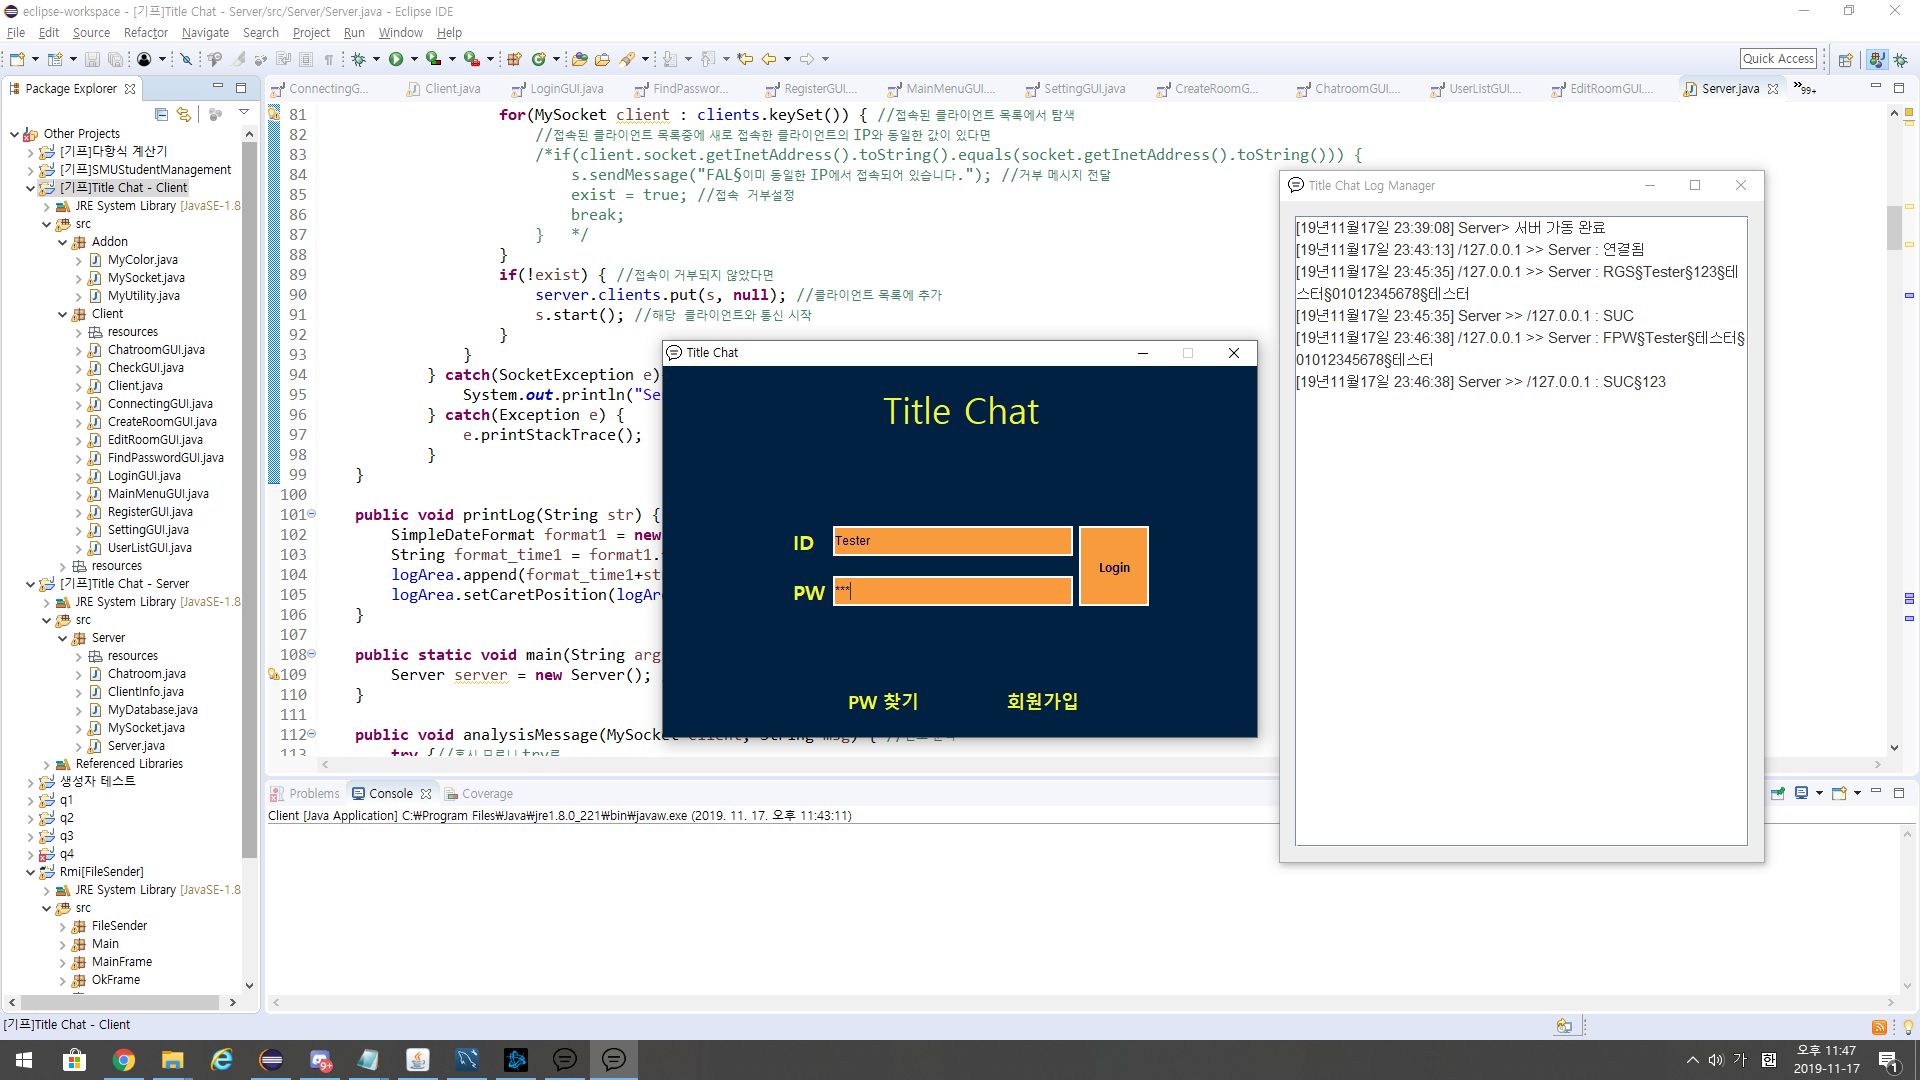 eclipse-workspace - [기프]Title Chat - Server/src/Server/Server.java - Eclipse IDE
File Edit Source Refactor Navigate Search Project Run Window Help
Quick Access
Package Explorer
ConnectingG... Client.java LoginGUI.java FindPasswor... RegisterGUI.... MainMenuGUI.... SettingGUI.java CreateRoomG... ChatroomGUI.... UserListGUI.... EditRoomGUI.... Server.java »99+
Other Projects
[기프]다항식 계산기
[기프]SMUStudentManagement
[기프]Title Chat - Client
JRE System Library [JavaSE-1.8
src
Addon
MyColor.java
MySocket.java
MyUtility.java
Client
resources
ChatroomGUI.java
CheckGUI.java
Client.java
ConnectingGUI.java
CreateRoomGUI.java
EditRoomGUI.java
FindPasswordGUI.java
LoginGUI.java
MainMenuGUI.java
RegisterGUI.java
SettingGUI.java
UserListGUI.java
resources
[기프]Title Chat - Server
JRE System Library [JavaSE-1.8
src
Server
resources
Chatroom.java
ClientInfo.java
MyDatabase.java
MySocket.java
Server.java
Referenced Libraries
생성자 테스트
q1
q2
q3
q4
Rmi[FileSender]
JRE System Library [JavaSE-1.8
src
FileSender
Main
MainFrame
OkFrame
81 for(MySocket client : clients.keySet()) { //접속된 클라이언트 목록에서 탐색
82 //접속된 클라이언트 목록중에 새로 접속한 클라이언트의 IP와 동일한 값이 있다면
83 /*if(client.socket.getInetAddress().toString().equals(socket.getInetAddress().toString())) {
84 s.sendMessage("FAL§이미 동일한 IP에서 접속되어 있습니다."); //거부 메시지 전달
85 exist = true; //접속 거부설정
86 break;
87 } */
88 }
89 if(!exist) { //접속이 거부되지 않았다면
90 server.clients.put(s, null); //클라이언트 목록에 추가
91 s.start(); //해당 클라이언트와 통신 시작
92 }
93 }
94 } catch(SocketException e)
95 System.out.println("Se
96 } catch(Exception e) {
97 e.printStackTrace();
98 }
99 }
100
101 public void printLog(String str) {
102 SimpleDateFormat format1 = new
103 String format_time1 = format1.
104 logArea.append(format_time1+st
105 logArea.setCaretPosition(logAr
106 }
107
108 public static void main(String arg
109 Server server = new Server();
110 }
111
112 public void analysisMessage(MySocket client, String msg) {
113 try {
Title Chat
Title Chat
ID Tester
Login
PW ***
PW 찾기 회원가입
Title Chat Log Manager
[19년11월17일 23:39:08] Server> 서버 가동 완료
[19년11월17일 23:43:13] /127.0.0.1 >> Server : 연결됨
[19년11월17일 23:45:35] /127.0.0.1 >> Server : RGS§Tester§123§테
스터§01012345678§테스터
[19년11월17일 23:45:35] Server >> /127.0.0.1 : SUC
[19년11월17일 23:46:38] /127.0.0.1 >> Server : FPW§Tester§테스터§
01012345678§테스터
[19년11월17일 23:46:38] Server >> /127.0.0.1 : SUC§123
Problems Console Coverage
Client [Java Application] C:₩Program Files₩Java₩jre1.8.0_221₩bin₩javaw.exe (2019. 11. 17. 오후 11:43:11)
[기프]Title Chat - Client
9+
가
오후 11:47
2019-11-17
1